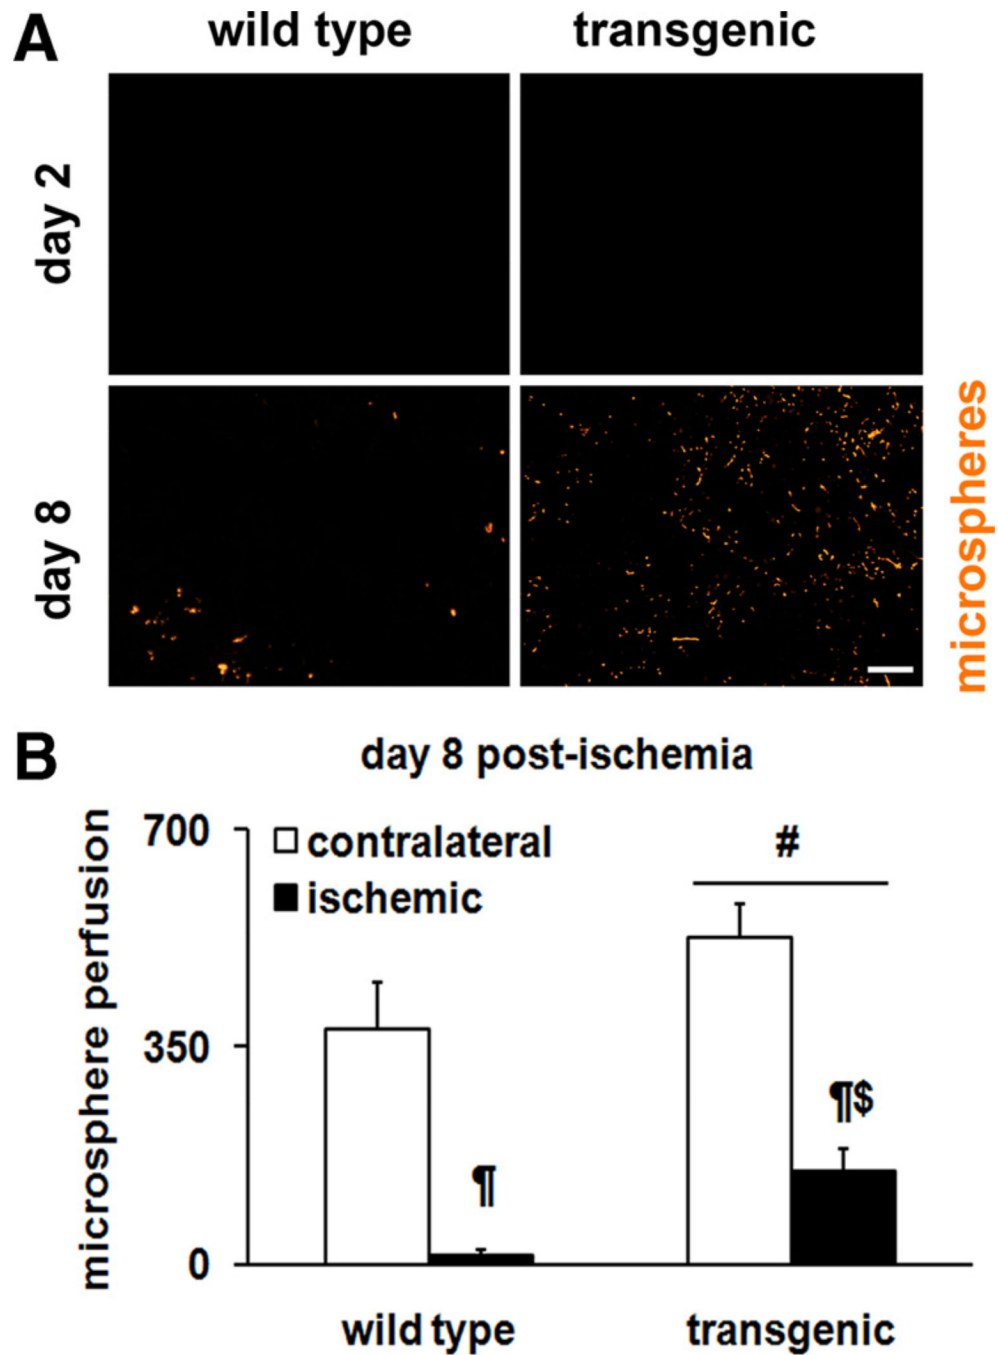 A
wild type
transgenic
day 2
day 8
microspheres
B
day 8 post-ischemia
microsphere perfusion
700
350
0
contralateral
ischemic
#
¶
¶$
wild type
transgenic